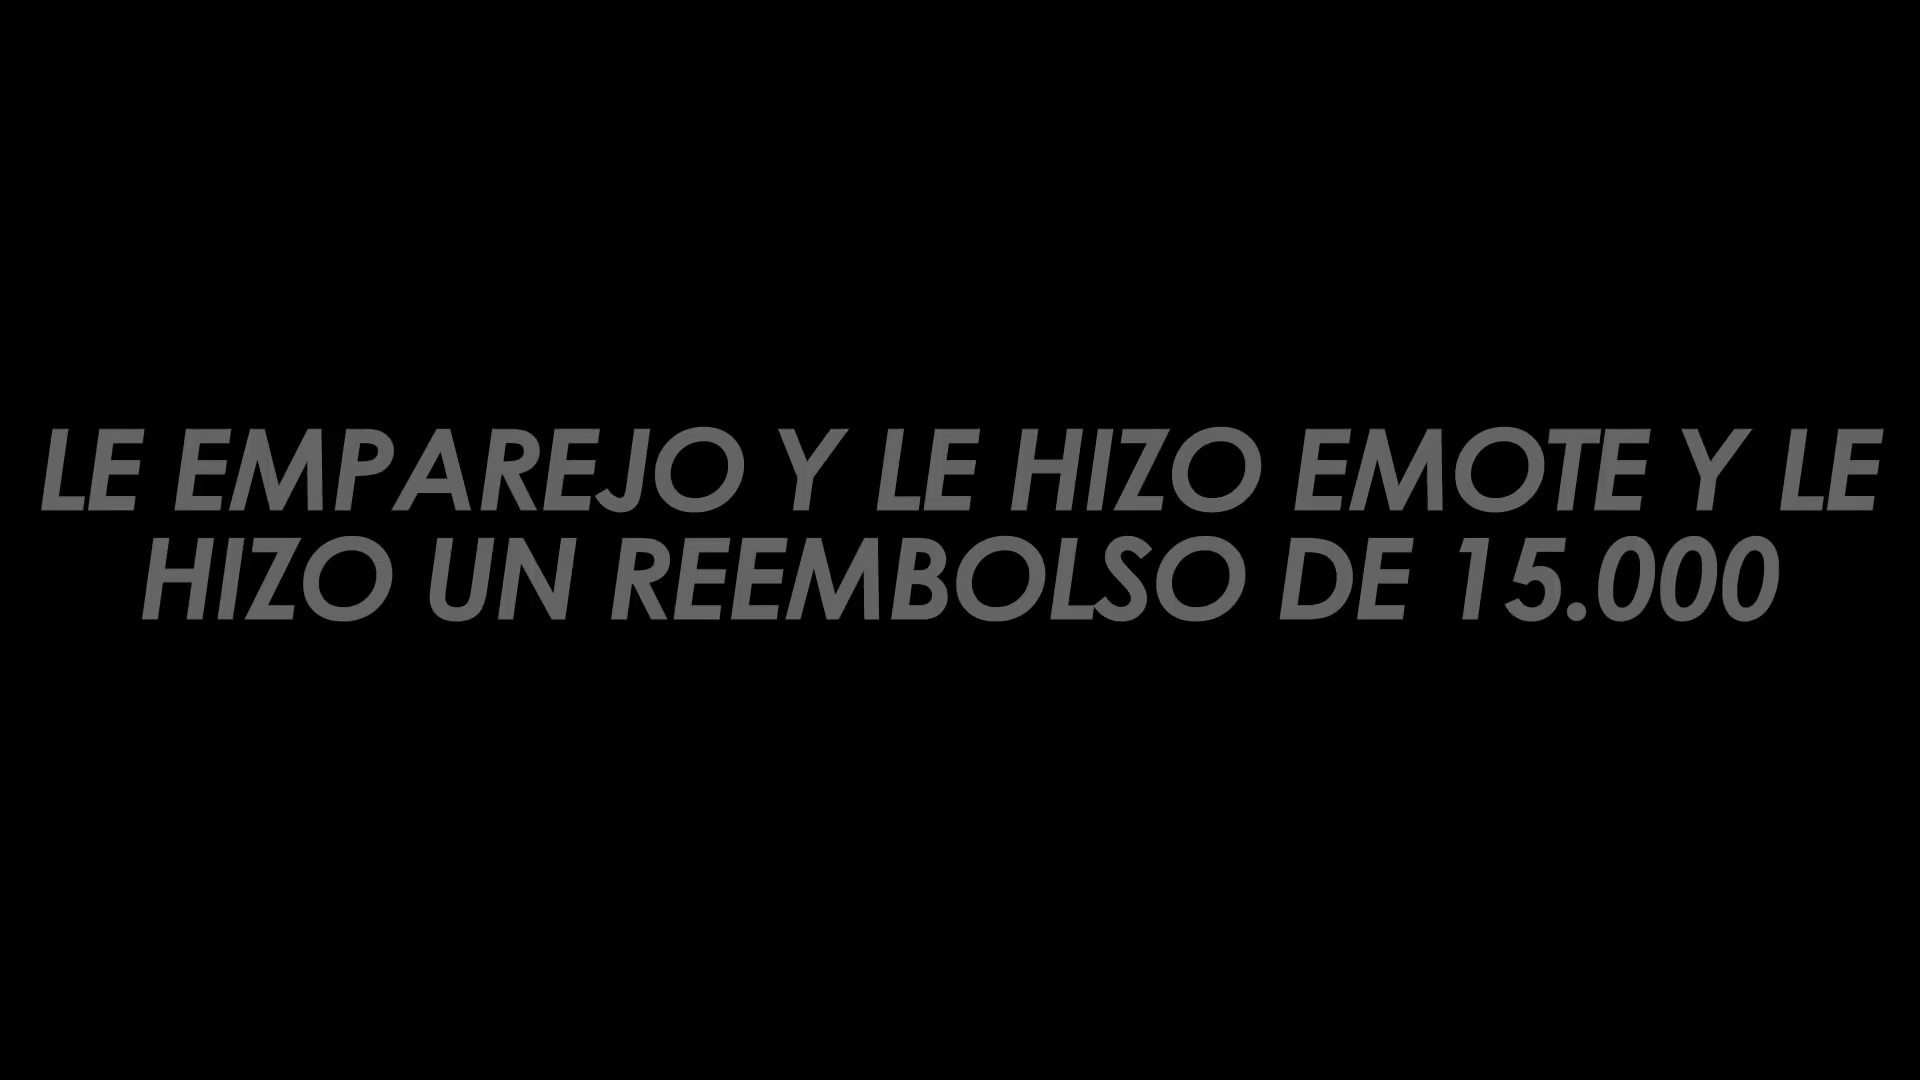 LE EMPAREJO Y LE HIZO EMOTE Y LE
HIZO UN REEMBOLSO DE 15.000